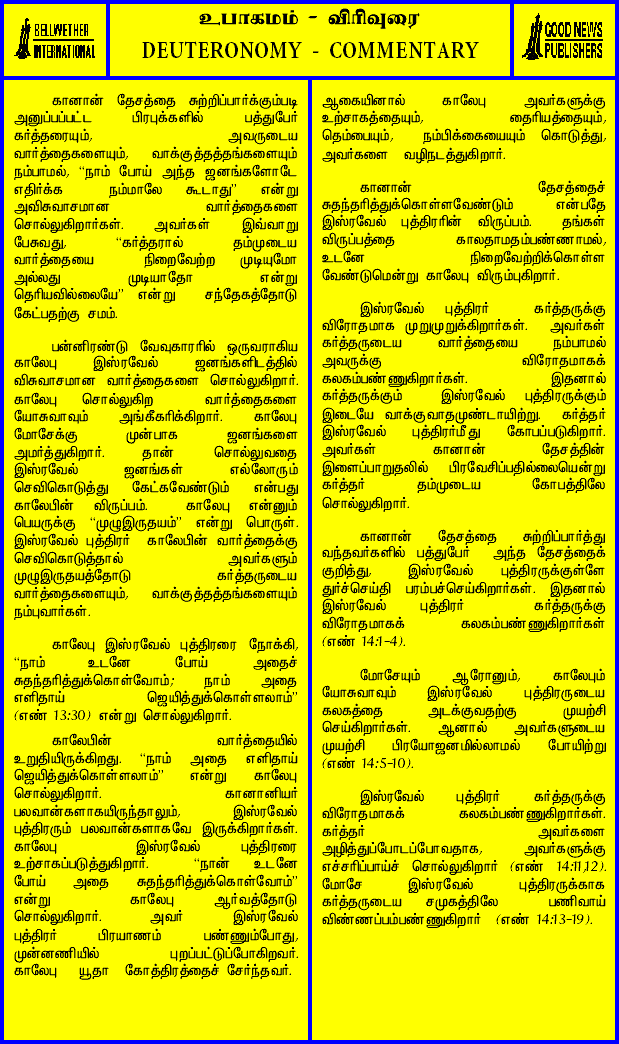 BELLWETHER
INTERNATIONAL
உபாகமம் - விரிவுரை
DEUTERONOMY - COMMENTARY
GOOD NEWS
PUBLISHERS
கானான் தேசத்தை சுற்றிப்பார்க்கும்படி
அனுப்பப்பட்ட பிரபுக்களில் பத்துபேர்
கர்த்தரையும், அவருடைய
வார்த்தைகளையும், வாக்குத்தத்தங்களையும்
நம்பாமல், “நாம் போய் அந்த ஜனங்களோடே
எதிர்க்க நம்மாலே கூடாது” என்று
அவிசுவாசமான வார்த்தைகளை
சொல்லுகிறார்கள். அவர்கள் இவ்வாறு
பேசுவது, “கர்த்தரால் தம்முடைய
வார்த்தையை நிறைவேற்ற முடியுமோ
அல்லது முடியாதோ என்று
தெரியவில்லையே” என்று சந்தேகத்தோடு
கேட்பதற்கு சமம்.
பன்னிரண்டு வேவுகாரரில் ஒருவராகிய
காலேபு இஸ்ரவேல் ஜனங்களிடத்தில்
விசுவாசமான வார்த்தைகளை சொல்லுகிறார்.
காலேபு சொல்லுகிற வார்த்தைகளை
யோசுவாவும் அங்கீகரிக்கிறார். காலேபு
மோசேக்கு முன்பாக ஜனங்களை
அமர்த்துகிறார். தான் சொல்லுவதை
இஸ்ரவேல் ஜனங்கள் எல்லோரும்
செவிகொடுத்து கேட்கவேண்டும் என்பது
காலேபின் விருப்பம். காலேபு என்னும்
பெயருக்கு “முழுஇருதயம்” என்று பொருள்.
இஸ்ரவேல் புத்திரர் காலேபின் வார்த்தைக்கு
செவிகொடுத்தால் அவர்களும்
முழுஇருதயத்தோடு கர்த்தருடைய
வார்த்தைகளையும், வாக்குத்தத்தங்களையும்
நம்புவார்கள்.
காலேபு இஸ்ரவேல் புத்திரரை நோக்கி,
“நாம் உடனே போய் அதைச்
சுதந்தரித்துக்கொள்வோம்; நாம் அதை
எளிதாய் ஜெயித்துக்கொள்ளலாம்”
(எண் 13:30) என்று சொல்லுகிறார்.
காலேபின் வார்த்தையில்
உறுதியிருக்கிறது. “நாம் அதை எளிதாய்
ஜெயித்துக்கொள்ளலாம்” என்று காலேபு
சொல்லுகிறார். கானானியர்
பலவான்களாகயிருந்தாலும், இஸ்ரவேல்
புத்திரரும் பலவான்களாகவே இருக்கிறார்கள்.
காலேபு இஸ்ரவேல் புத்திரரை
உற்சாகப்படுத்துகிறார். “நான் உடனே
போய் அதை சுதந்தரித்துக்கொள்வோம்”
என்று காலேபு ஆர்வத்தோடு
சொல்லுகிறார். அவர் இஸ்ரவேல்
புத்திரர் பிரயாணம் பண்ணும்போது,
முன்னணியில் புறப்பட்டுப்போகிறவர்.
காலேபு யூதா கோத்திரத்தைச் சேர்ந்தவர்.
ஆகையினால் காலேபு அவர்களுக்கு
உற்சாகத்தையும், தைரியத்தையும்,
தெம்பையும், நம்பிக்கையையும் கொடுத்து,
அவர்களை வழிநடத்துகிறார்.
கானான் தேசத்தைச்
சுதந்தரித்துக்கொள்ளவேண்டும் என்பதே
இஸ்ரவேல் புத்திரரின் விருப்பம். தங்கள்
விருப்பத்தை காலதாமதம்பண்ணாமல்,
உடனே நிறைவேற்றிக்கொள்ள
வேண்டுமென்று காலேபு விரும்புகிறார்.
இஸ்ரவேல் புத்திரர் கர்த்தருக்கு
விரோதமாக முறுமுறுக்கிறார்கள். அவர்கள்
கர்த்தருடைய வார்த்தையை நம்பாமல்
அவருக்கு விரோதமாகக்
கலகம்பண்ணுகிறார்கள். இதனால்
கர்த்தருக்கும் இஸ்ரவேல் புத்திரருக்கும்
இடையே வாக்குவாதமுண்டாயிற்று. கர்த்தர்
இஸ்ரவேல் புத்திரர்மீது கோபப்படுகிறார்.
அவர்கள் கானான் தேசத்தின்
இளைப்பாறுதலில் பிரவேசிப்பதில்லையென்று
கர்த்தர் தம்முடைய கோபத்திலே
சொல்லுகிறார்.
கானான் தேசத்தை சுற்றிப்பார்த்து
வந்தவர்களில் பத்துபேர் அந்த தேசத்தைக்
குறித்து, இஸ்ரவேல் புத்திரருக்குள்ளே
துர்ச்செய்தி பரம்பச்செய்கிறார்கள். இதனால்
இஸ்ரவேல் புத்திரர் கர்த்தருக்கு
விரோதமாகக் கலகம்பண்ணுகிறார்கள்
(எண் 14:1-4).
மோசேயும் ஆரோனும், காலேபும்
யோசுவாவும் இஸ்ரவேல் புத்திரருடைய
கலகத்தை அடக்குவதற்கு முயற்சி
செய்கிறார்கள். ஆனால் அவர்களுடைய
முயற்சி பிரயோஜனமில்லாமல் போயிற்று
(எண் 14:5-10).
இஸ்ரவேல் புத்திரர் கர்த்தருக்கு
விரோதமாகக் கலகம்பண்ணுகிறார்கள்.
கர்த்தர் அவர்களை
அழித்துப்போடப்போவதாக, அவர்களுக்கு
எச்சரிப்பாய்ச் சொல்லுகிறார் (எண் 14:11,12).
மோசே இஸ்ரவேல் புத்திரருக்காக
கர்த்தருடைய சமுகத்திலே பணிவாய்
விண்ணப்பம்பண்ணுகிறார் (எண் 14:13-19).